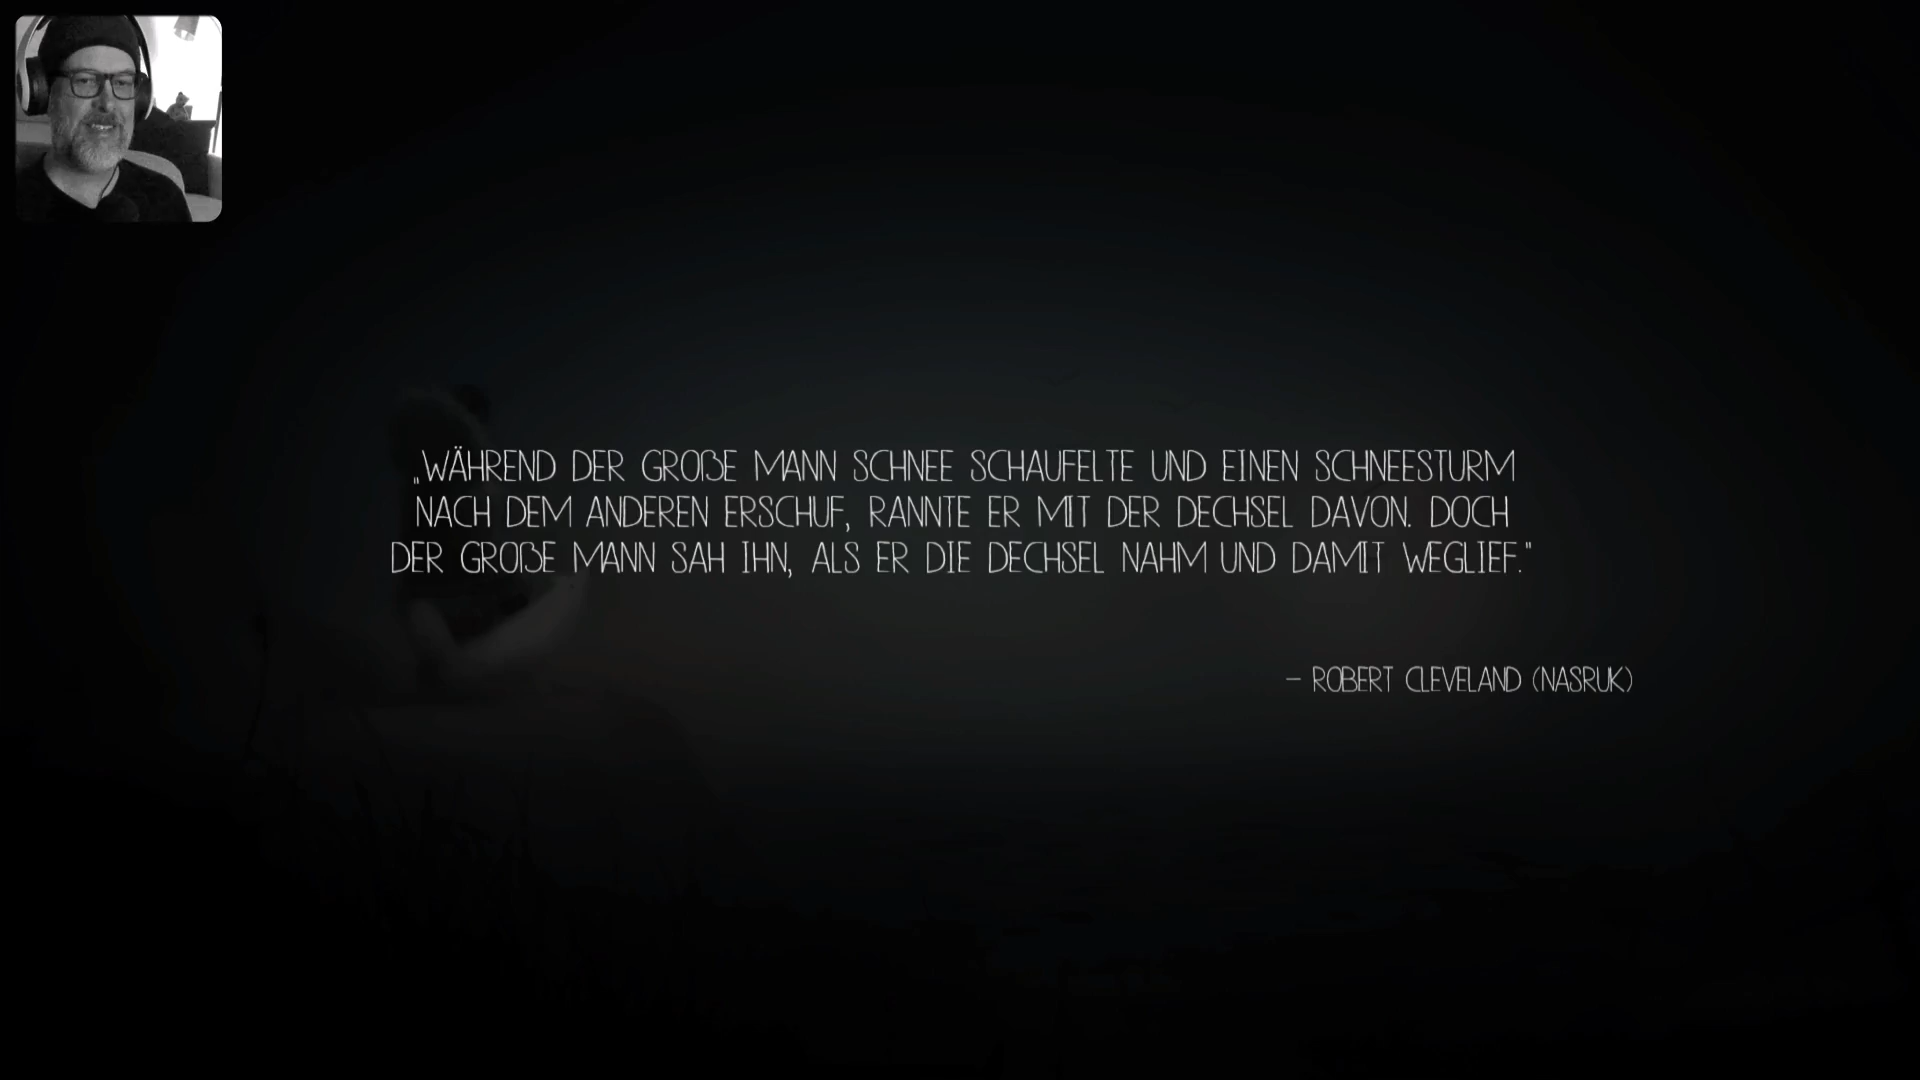 „WÄHREND DER GROßE MANN SCHNEE SCHAUFELTE UND EINEN SCHNEESTURM
NACH DEM ANDEREN ERSCHUF, RANNTE ER MIT DER DECHSEL DAVON. DOCH
DER GROßE MANN SAH IHN, ALS ER DIE DECHSEL NAHM UND DAMIT WEGLIEF."
– ROBERT CLEVELAND (NASRUK)